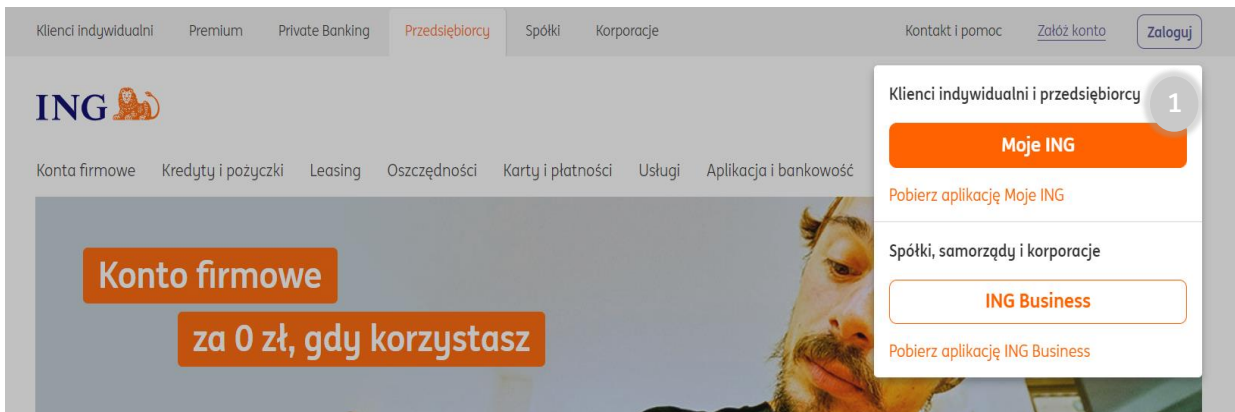 Klienci indywidualni Premium Private Banking Przedsiębiorcy Spółki Korporacje Kontakt i pomoc Załóż konto Zaloguj
ING
Konta firmowe Kredyty i pożyczki Leasing Oszczędności Karty i płatności Usługi Aplikacja i bankowość
Klienci indywidualni i przedsiębiorcy 1
Moje ING
Pobierz aplikację Moje ING
Spółki, samorządy i korporacje
ING Business
Pobierz aplikację ING Business
Konto firmowe
za 0 zł, gdy korzystasz